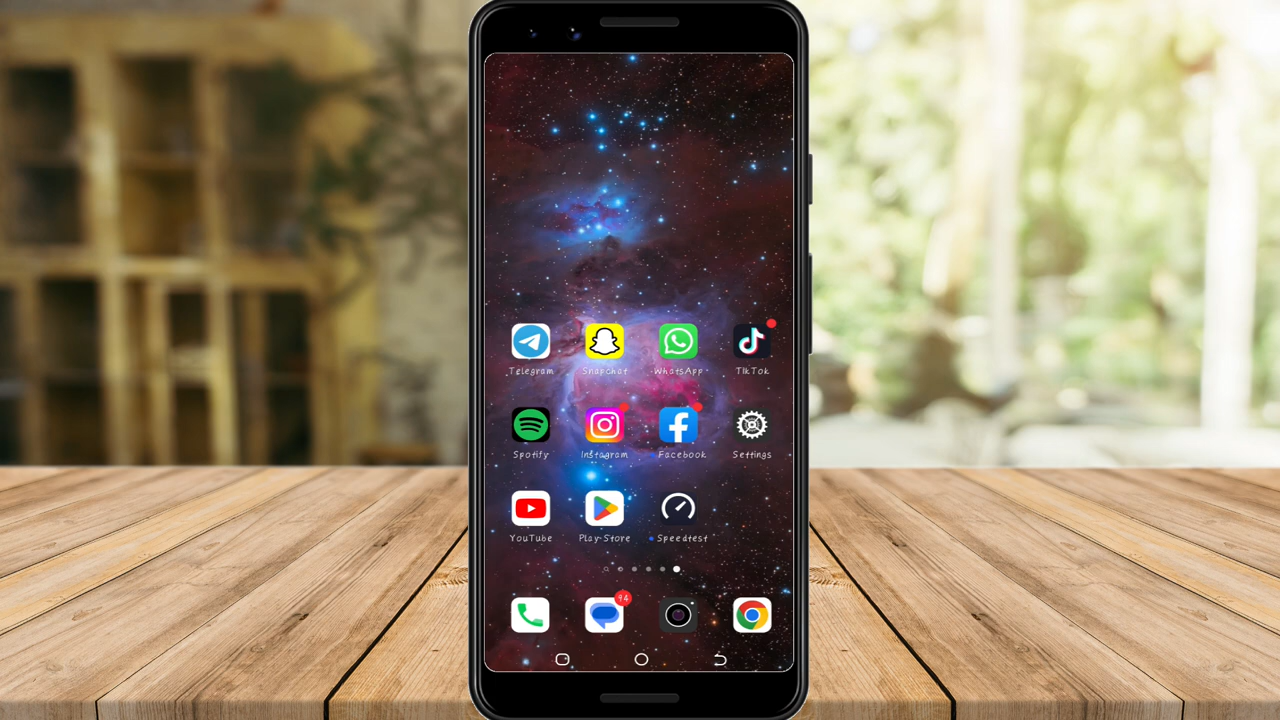 Telegram
Snapchat
WhatsApp
TikTok
Spotify
Instagram
Facebook
Settings
YouTube
Play Store
Speedtest
94